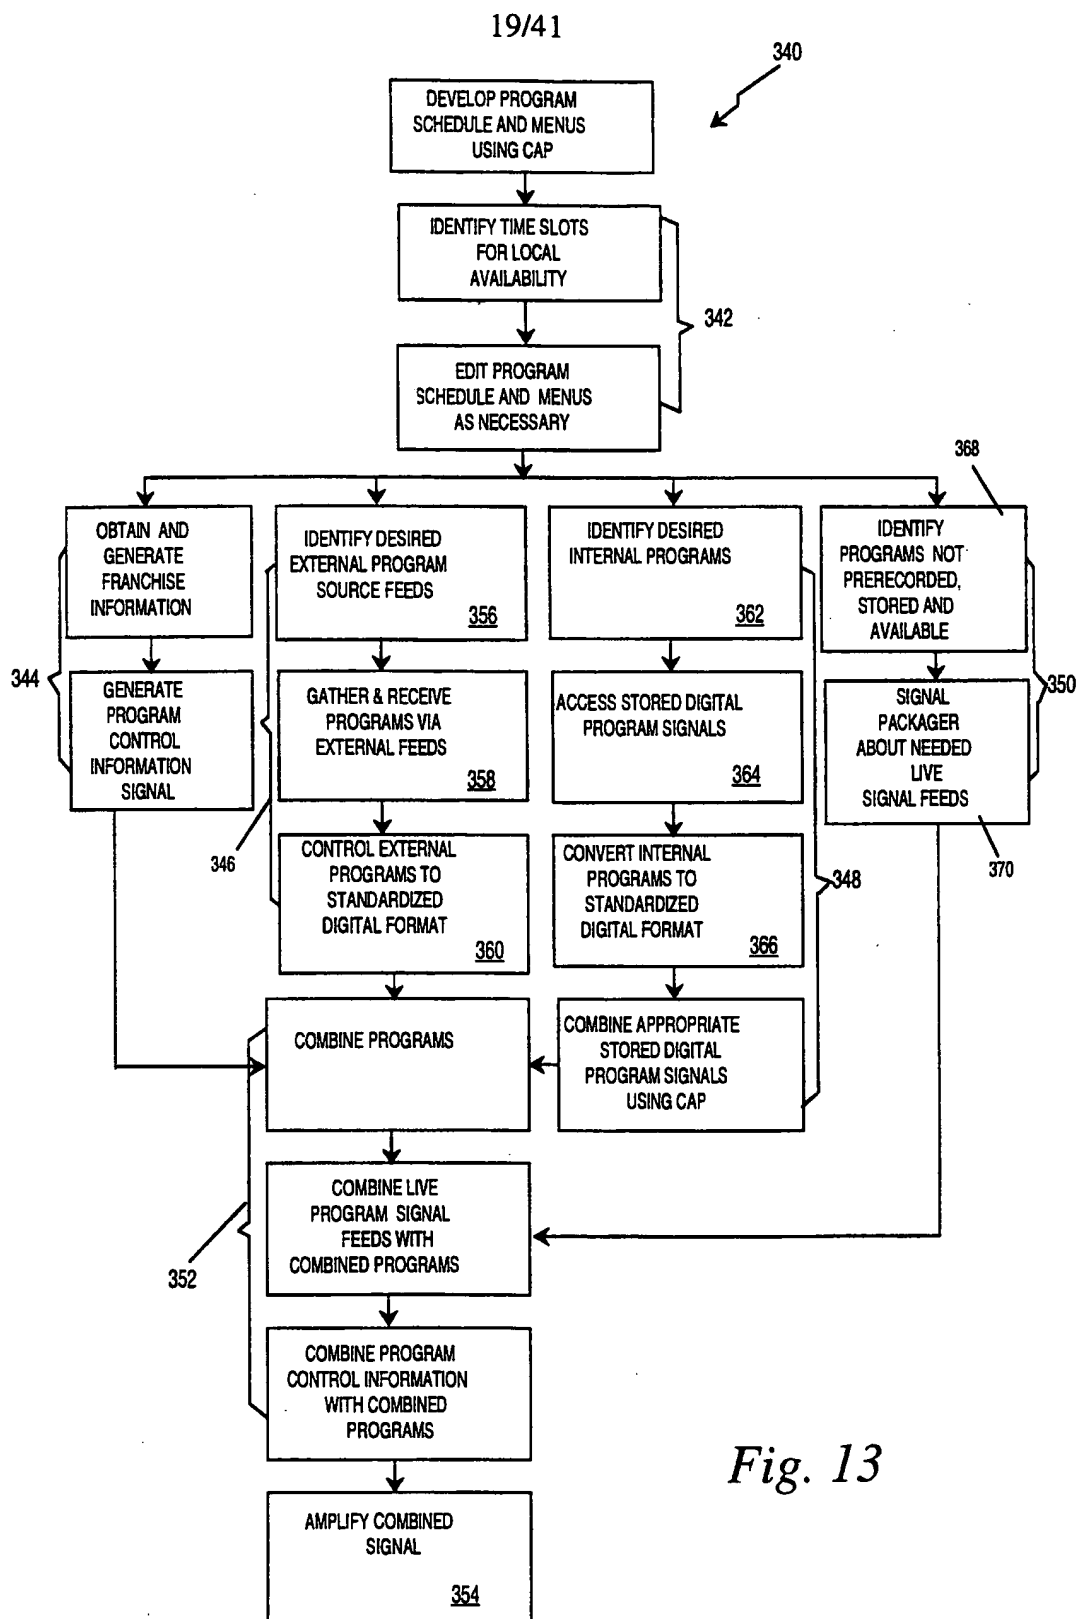 19/41
340
DEVELOP PROGRAM
SCHEDULE AND MENUS
USING CAP
IDENTIFY TIME SLOTS
FOR LOCAL
AVAILABILITY
342
EDIT PROGRAM
SCHEDULE AND MENUS
AS NECESSARY
344
OBTAIN AND
GENERATE
FRANCHISE
INFORMATION
GENERATE
PROGRAM
CONTROL
INFORMATION
SIGNAL
346
IDENTIFY DESIRED
EXTERNAL PROGRAM
SOURCE FEEDS
356
GATHER & RECEIVE
PROGRAMS VIA
EXTERNAL FEEDS
358
CONTROL EXTERNAL
PROGRAMS TO
STANDARDIZED
DIGITAL FORMAT
360
IDENTIFY DESIRED
INTERNAL PROGRAMS
362
ACCESS STORED DIGITAL
PROGRAM SIGNALS
364
CONVERT INTERNAL
PROGRAMS TO
STANDARDIZED
DIGITAL FORMAT
366
COMBINE APPROPRIATE
STORED DIGITAL
PROGRAM SIGNALS
USING CAP
348
368
IDENTIFY
PROGRAMS NOT
PRERECORDED,
STORED AND
AVAILABLE
350
SIGNAL
PACKAGER
ABOUT NEEDED
LIVE
SIGNAL FEEDS
370
COMBINE PROGRAMS
352
COMBINE LIVE
PROGRAM SIGNAL
FEEDS WITH
COMBINED PROGRAMS
COMBINE PROGRAM
CONTROL INFORMATION
WITH COMBINED
PROGRAMS
AMPLIFY COMBINED
SIGNAL
354
Fig. 13